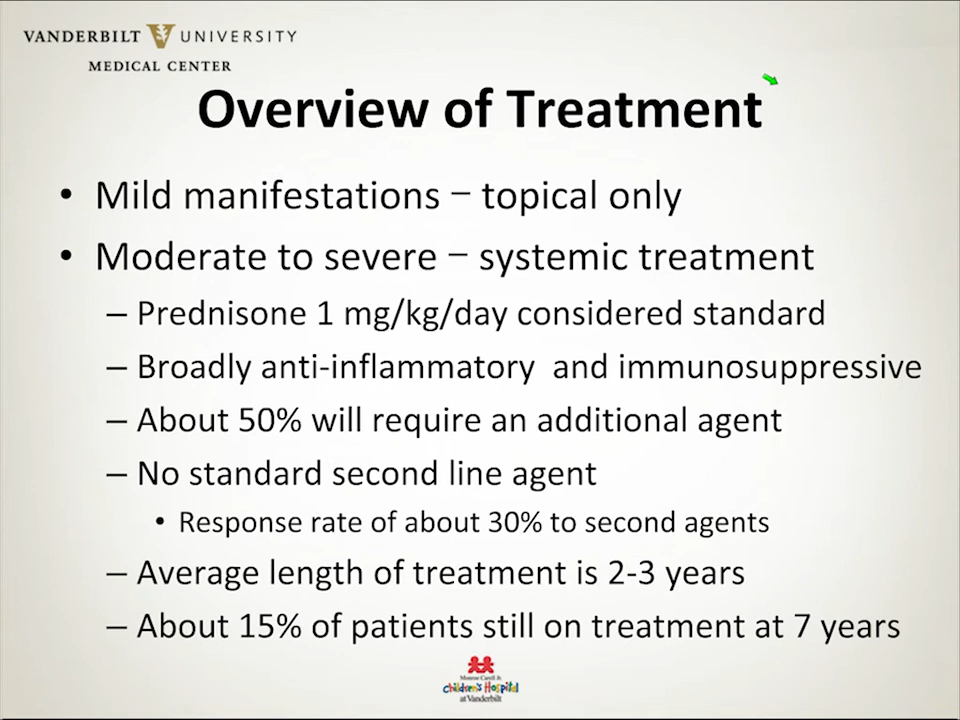 VANDERBILT UNIVERSITY
MEDICAL CENTER
Overview of Treatment
• Mild manifestations – topical only
• Moderate to severe – systemic treatment
– Prednisone 1 mg/kg/day considered standard
– Broadly anti-inflammatory and immunosuppressive
– About 50% will require an additional agent
– No standard second line agent
• Response rate of about 30% to second agents
– Average length of treatment is 2-3 years
– About 15% of patients still on treatment at 7 years
Monroe Carell Jr.
Children's Hospital
at Vanderbilt